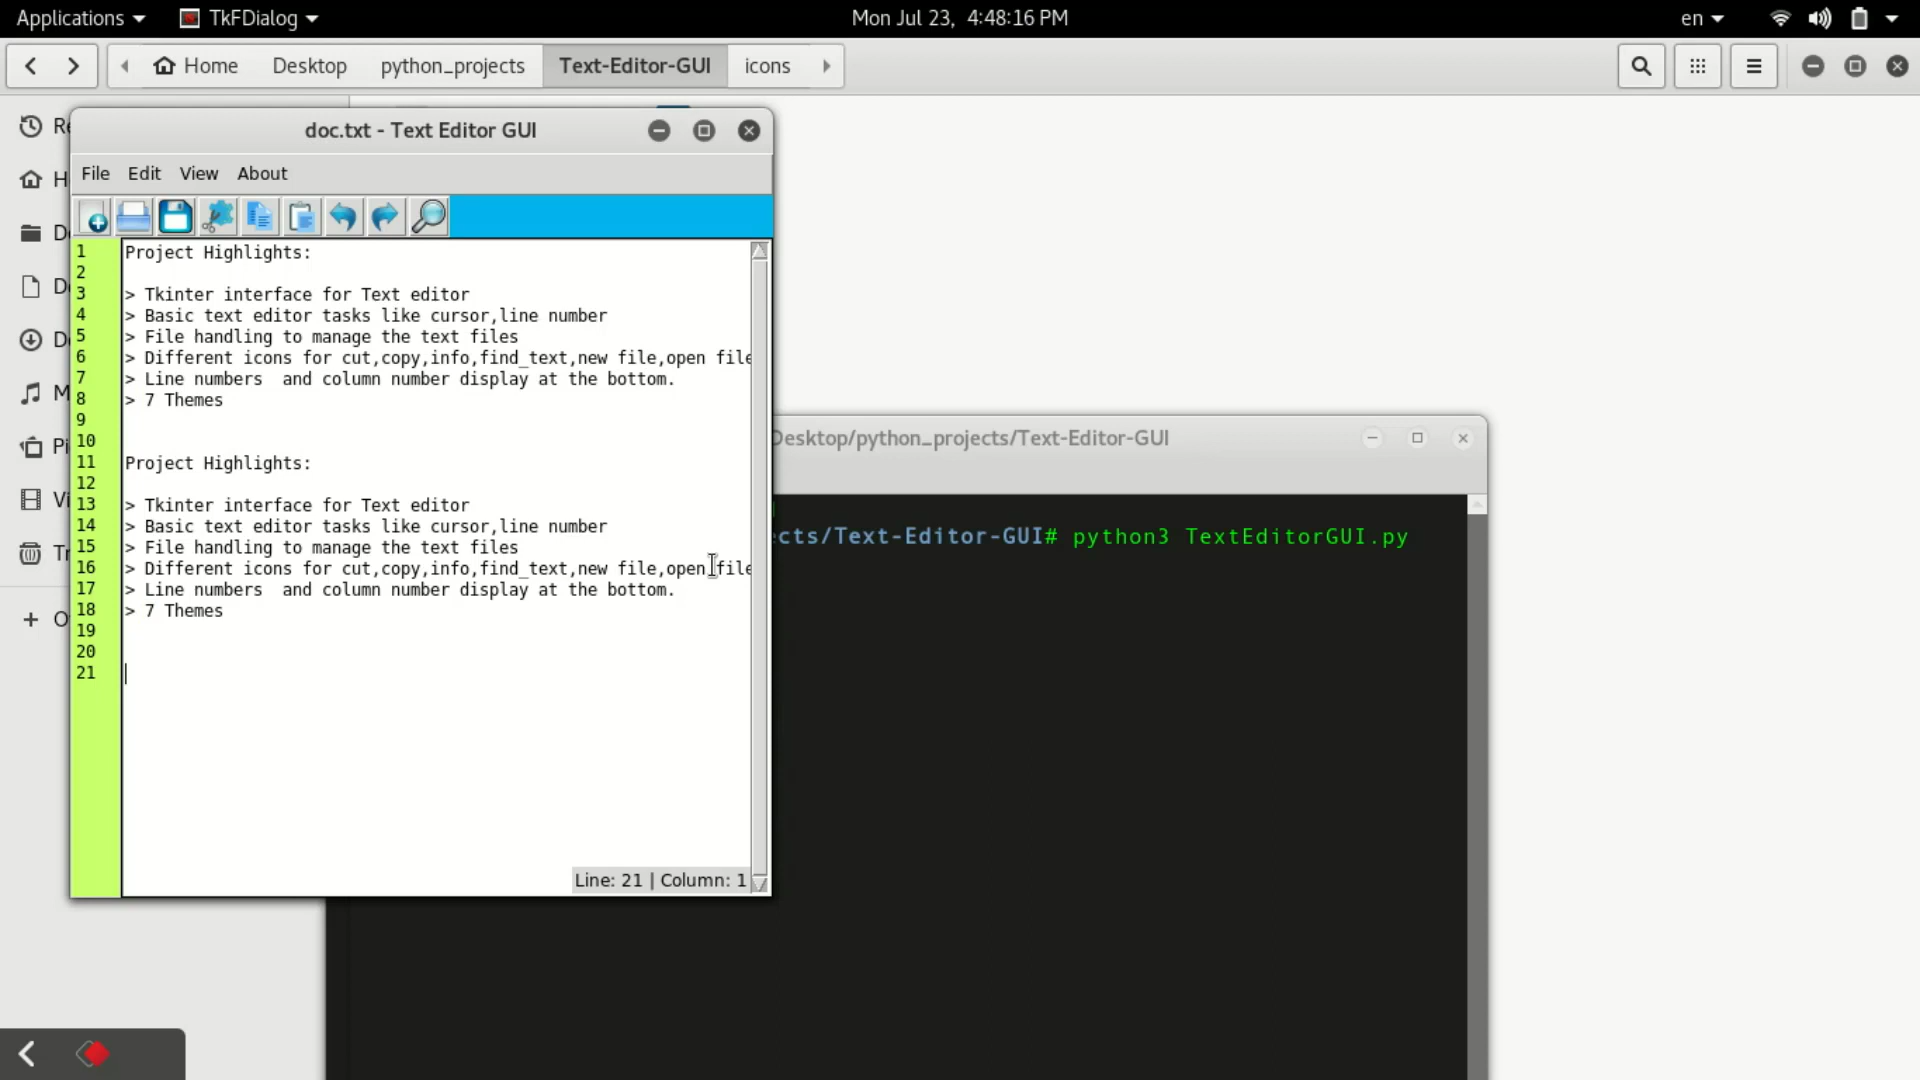 Applications TkFDialog Mon Jul 23, 4:48:16 PM en
Home Desktop python_projects Text-Editor-GUI icons
doc.txt - Text Editor GUI
File Edit View About
1 Project Highlights:
2
3 > Tkinter interface for Text editor
4 > Basic text editor tasks like cursor,line number
5 > File handling to manage the text files
6 > Different icons for cut,copy,info,find_text,new file,open file
7 > Line numbers  and column number display at the bottom.
8 > 7 Themes
9
10
11 Project Highlights:
12
13 > Tkinter interface for Text editor
14 > Basic text editor tasks like cursor,line number
15 > File handling to manage the text files
16 > Different icons for cut,copy,info,find_text,new file,open file
17 > Line numbers  and column number display at the bottom.
18 > 7 Themes
19
20
21
Line: 21 | Column: 1
Desktop/python_projects/Text-Editor-GUI
cts/Text-Editor-GUI# python3 TextEditorGUI.py